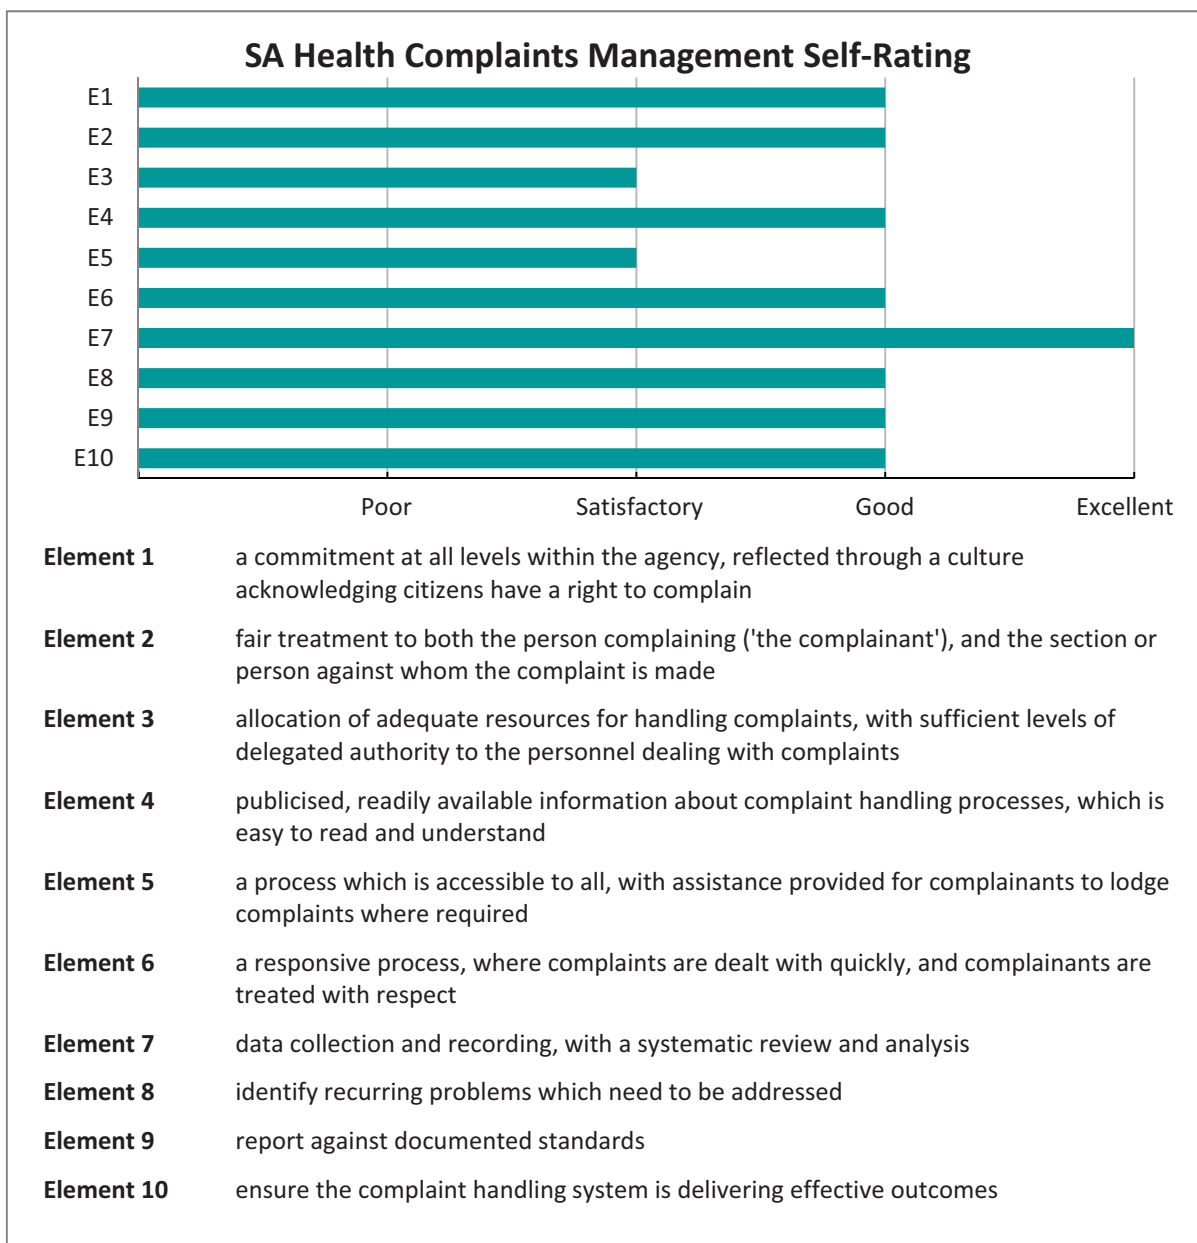 SA Health Complaints Management Self-Rating
E1
E2
E3
E4
E5
E6
E7
E8
E9
E10
Poor Satisfactory Good Excellent
Element 1 a commitment at all levels within the agency, reflected through a culture
acknowledging citizens have a right to complain
Element 2 fair treatment to both the person complaining ('the complainant'), and the section or
person against whom the complaint is made
Element 3 allocation of adequate resources for handling complaints, with sufficient levels of
delegated authority to the personnel dealing with complaints
Element 4 publicised, readily available information about complaint handling processes, which is
easy to read and understand
Element 5 a process which is accessible to all, with assistance provided for complainants to lodge
complaints where required
Element 6 a responsive process, where complaints are dealt with quickly, and complainants are
treated with respect
Element 7 data collection and recording, with a systematic review and analysis
Element 8 identify recurring problems which need to be addressed
Element 9 report against documented standards
Element 10 ensure the complaint handling system is delivering effective outcomes